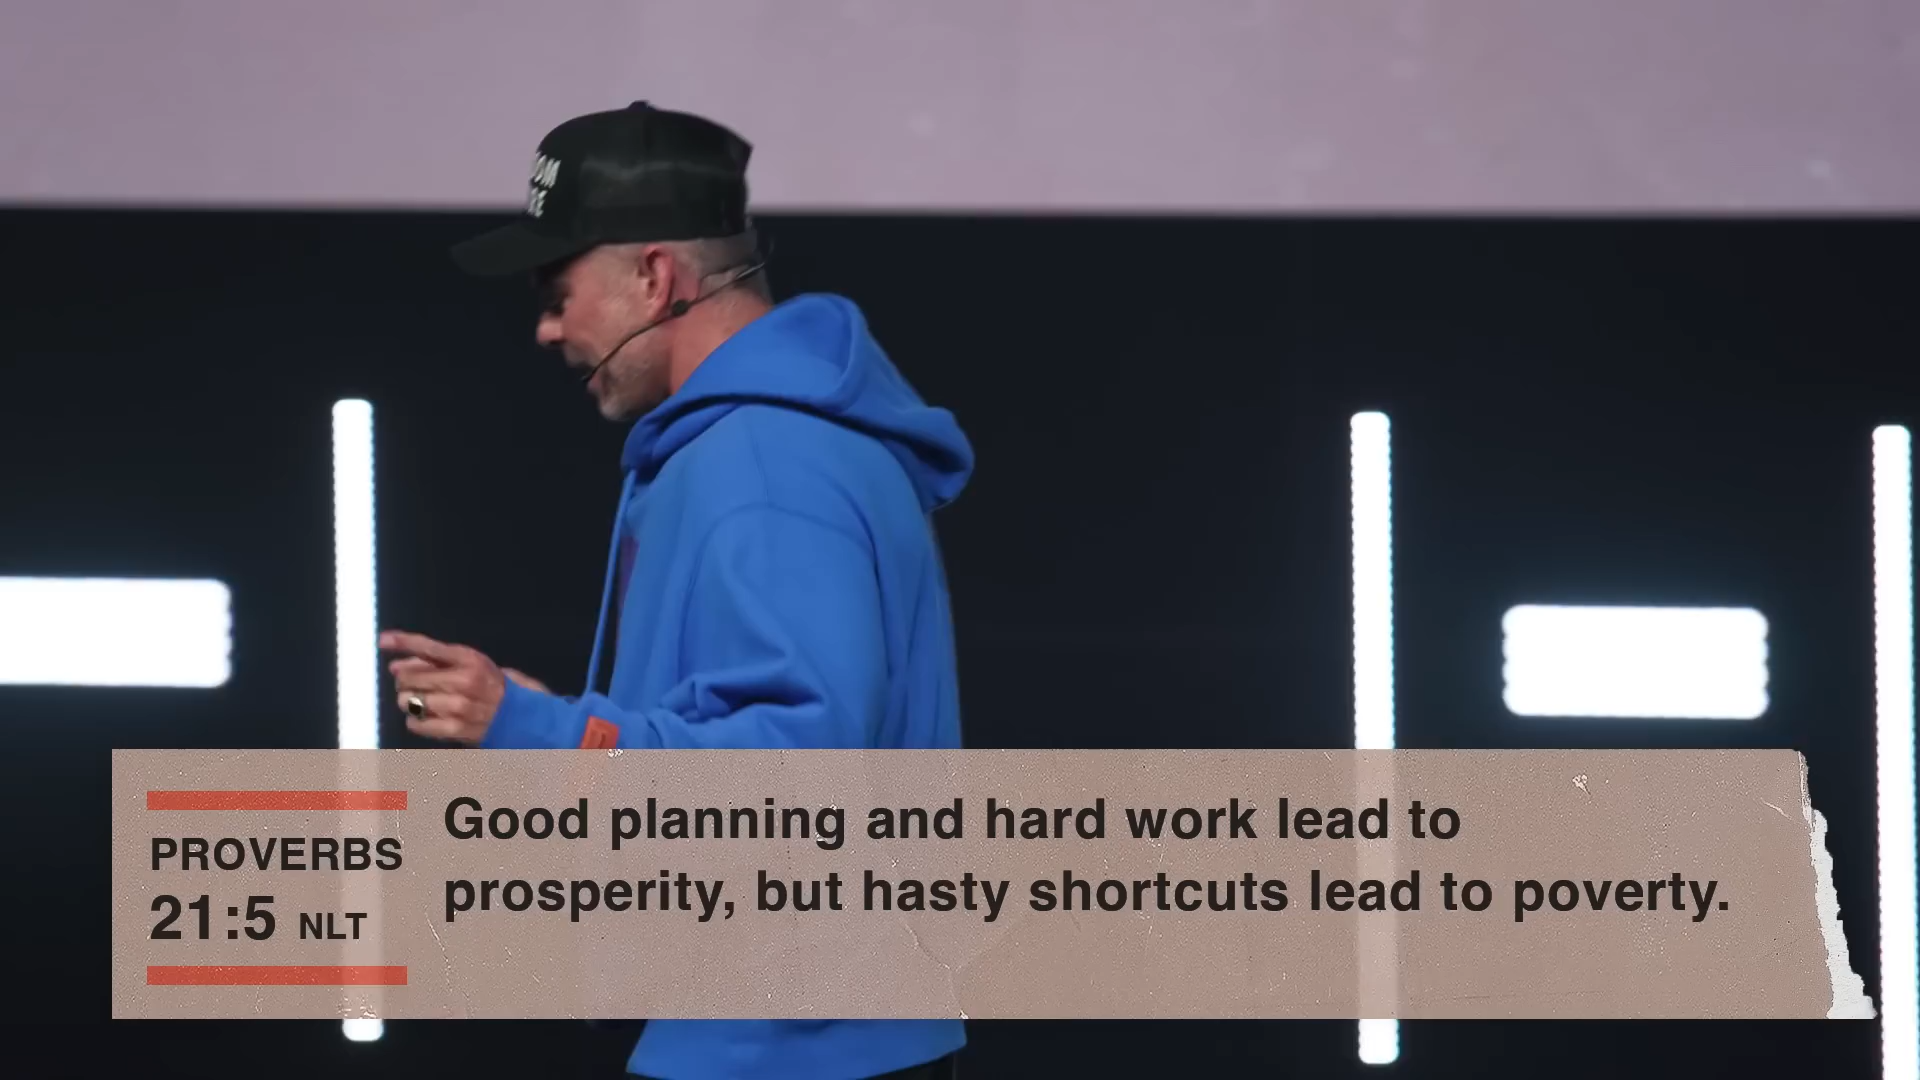 PROVERBS
21:5 NLT
Good planning and hard work lead to
prosperity, but hasty shortcuts lead to poverty.